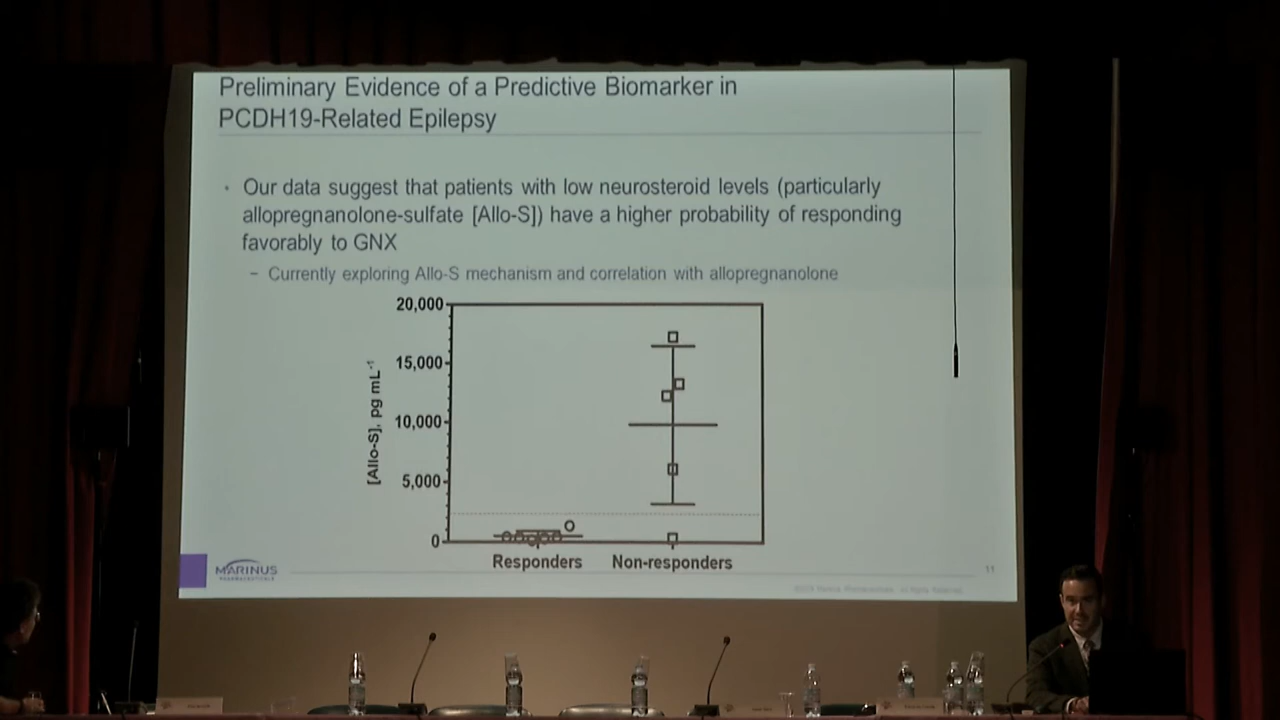 Preliminary Evidence of a Predictive Biomarker in
PCDH19-Related Epilepsy
· Our data suggest that patients with low neurosteroid levels (particularly
allopregnanolone-sulfate [Allo-S]) have a higher probability of responding
favorably to GNX
− Currently exploring Allo-S mechanism and correlation with allopregnanolone
[Allo-S], pg mL⁻¹
20,000
15,000
10,000
5,000
0
Responders Non-responders
MARINUS
PHARMACEUTICALS
11